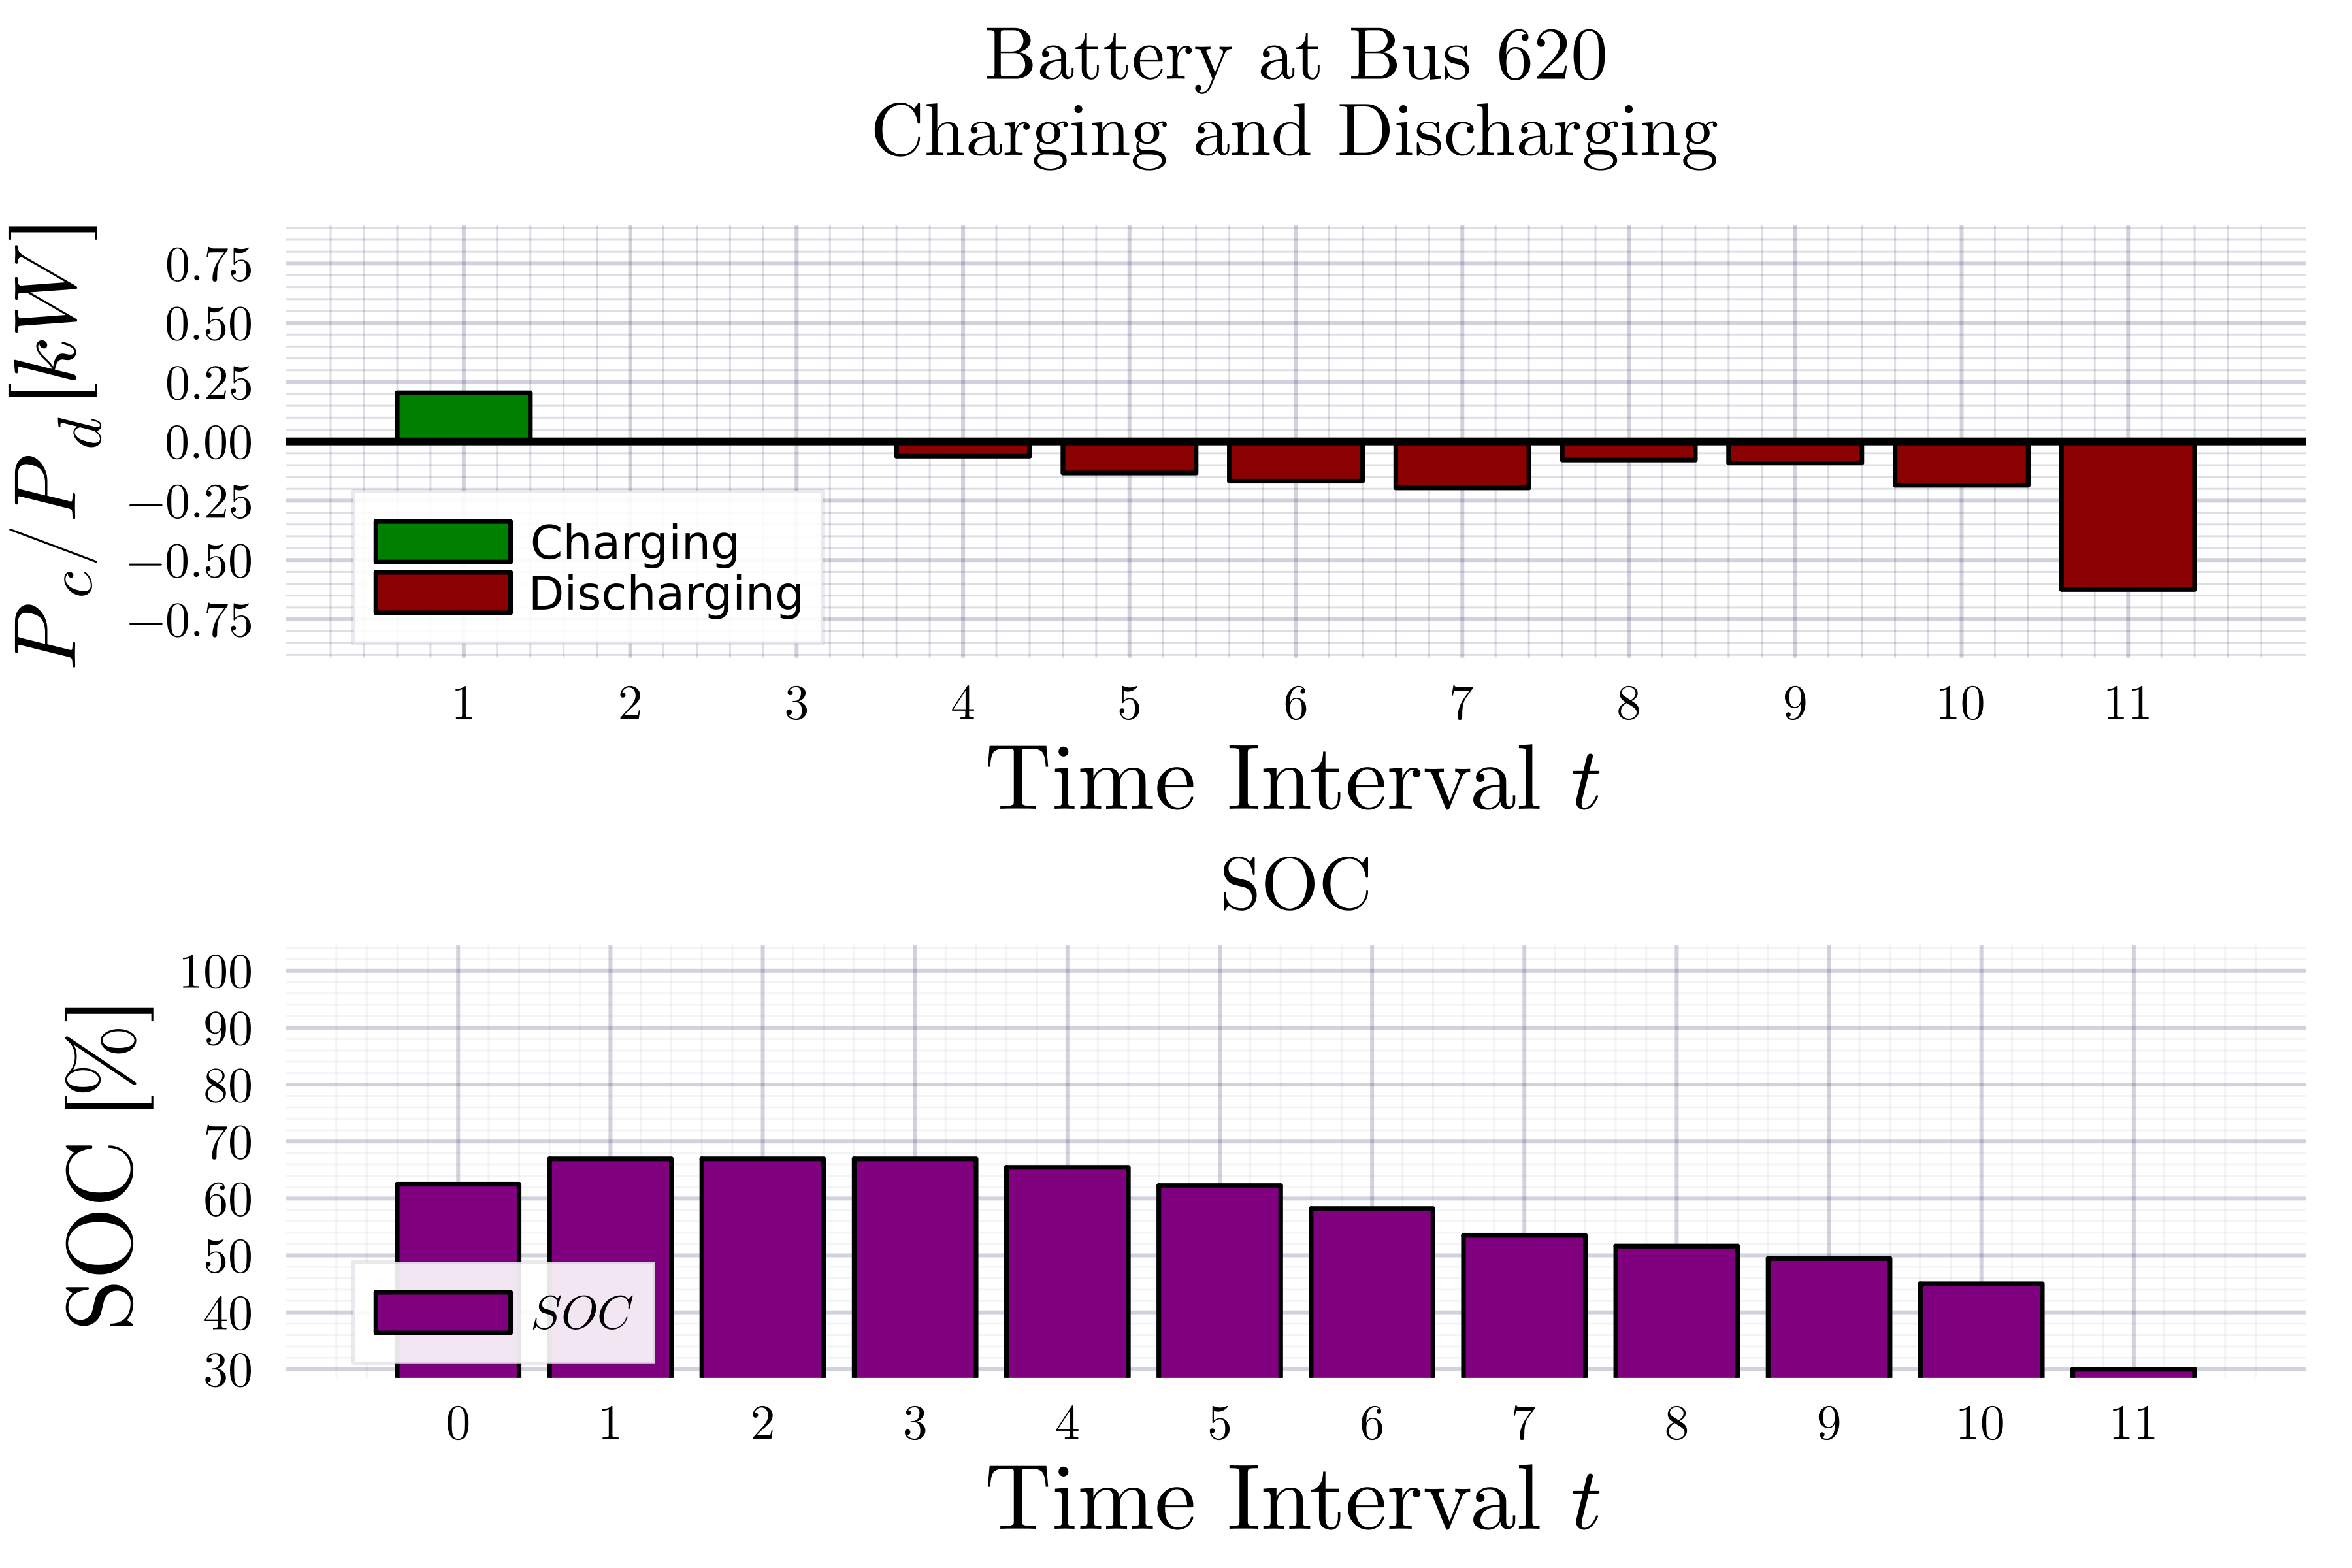 Battery at Bus 620
Charging and Discharging
P_c/P_d [kW]
0.75
0.50
0.25
0.00
−0.25
−0.50
−0.75
Charging
Discharging
1 2 3 4 5 6 7 8 9 10 11
Time Interval t
SOC
SOC [%]
100
90
80
70
60
50
40
30
SOC
0 1 2 3 4 5 6 7 8 9 10 11
Time Interval t